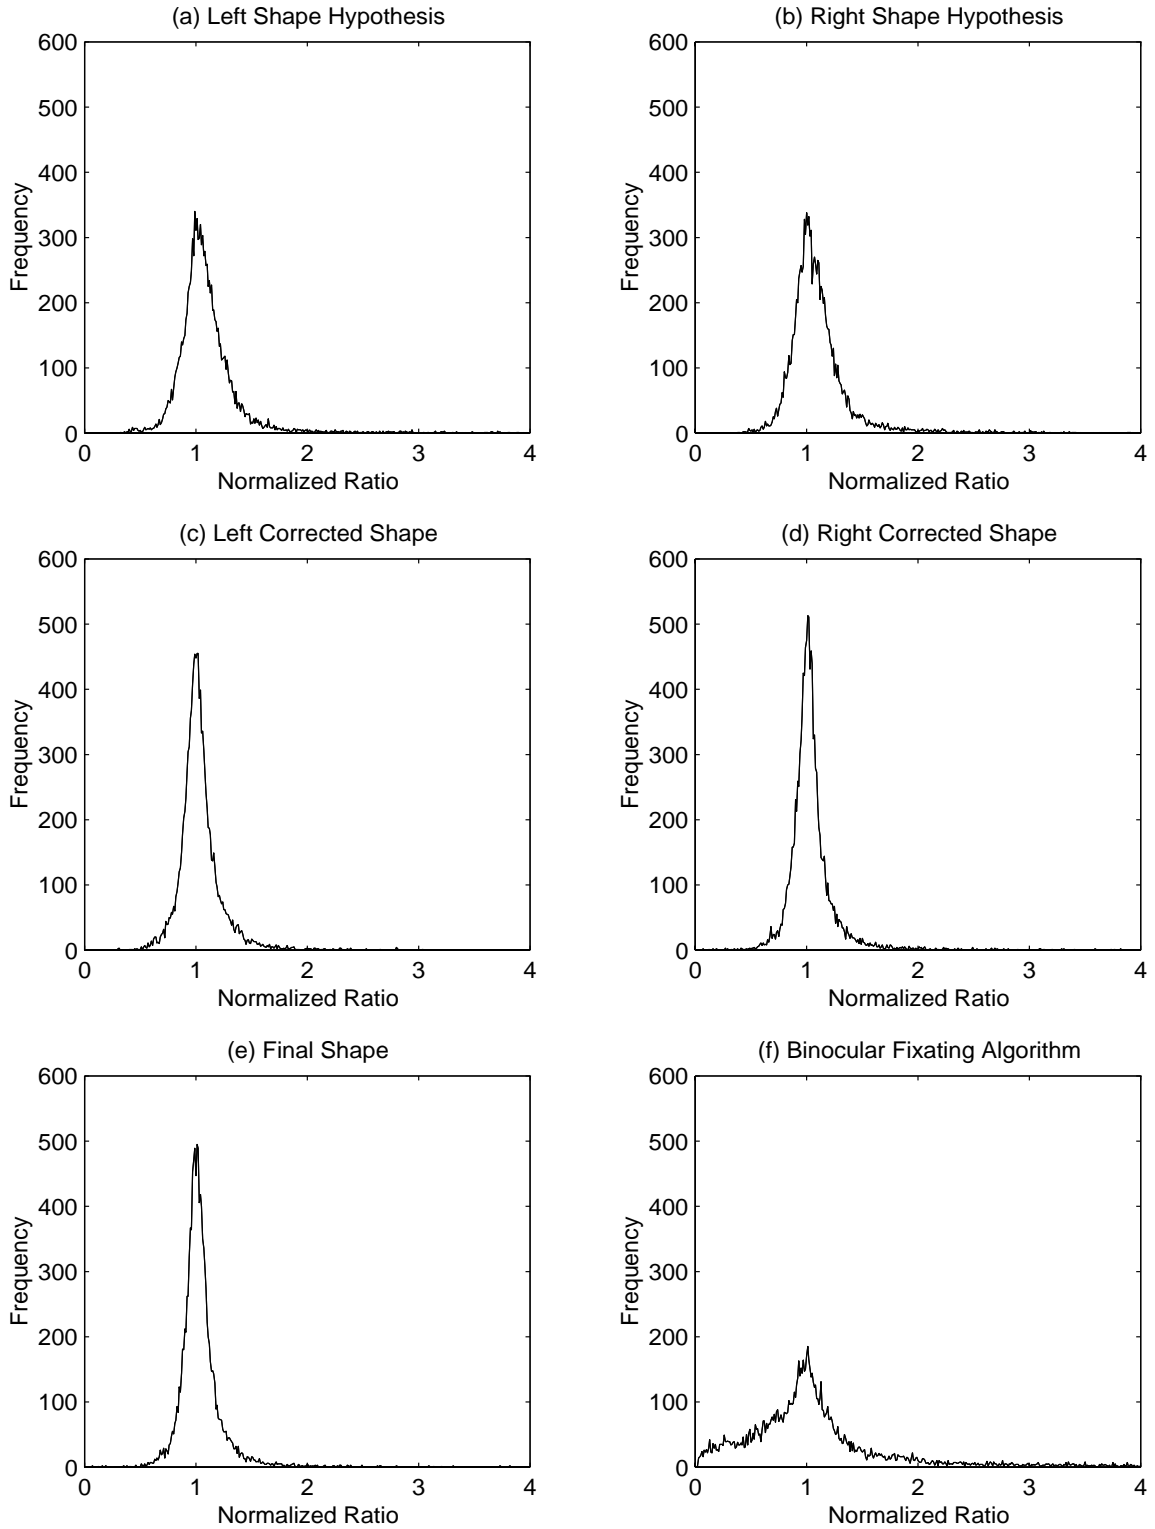 (a) Left Shape Hypothesis
600
500
400
300
200
100
0
0 1 2 3 4
Frequency
Normalized Ratio
(b) Right Shape Hypothesis
600
500
400
300
200
100
0
0 1 2 3 4
Frequency
Normalized Ratio
(c) Left Corrected Shape
600
500
400
300
200
100
0
0 1 2 3 4
Frequency
Normalized Ratio
(d) Right Corrected Shape
600
500
400
300
200
100
0
0 1 2 3 4
Frequency
Normalized Ratio
(e) Final Shape
600
500
400
300
200
100
0
0 1 2 3 4
Frequency
Normalized Ratio
(f) Binocular Fixating Algorithm
600
500
400
300
200
100
0
0 1 2 3 4
Frequency
Normalized Ratio